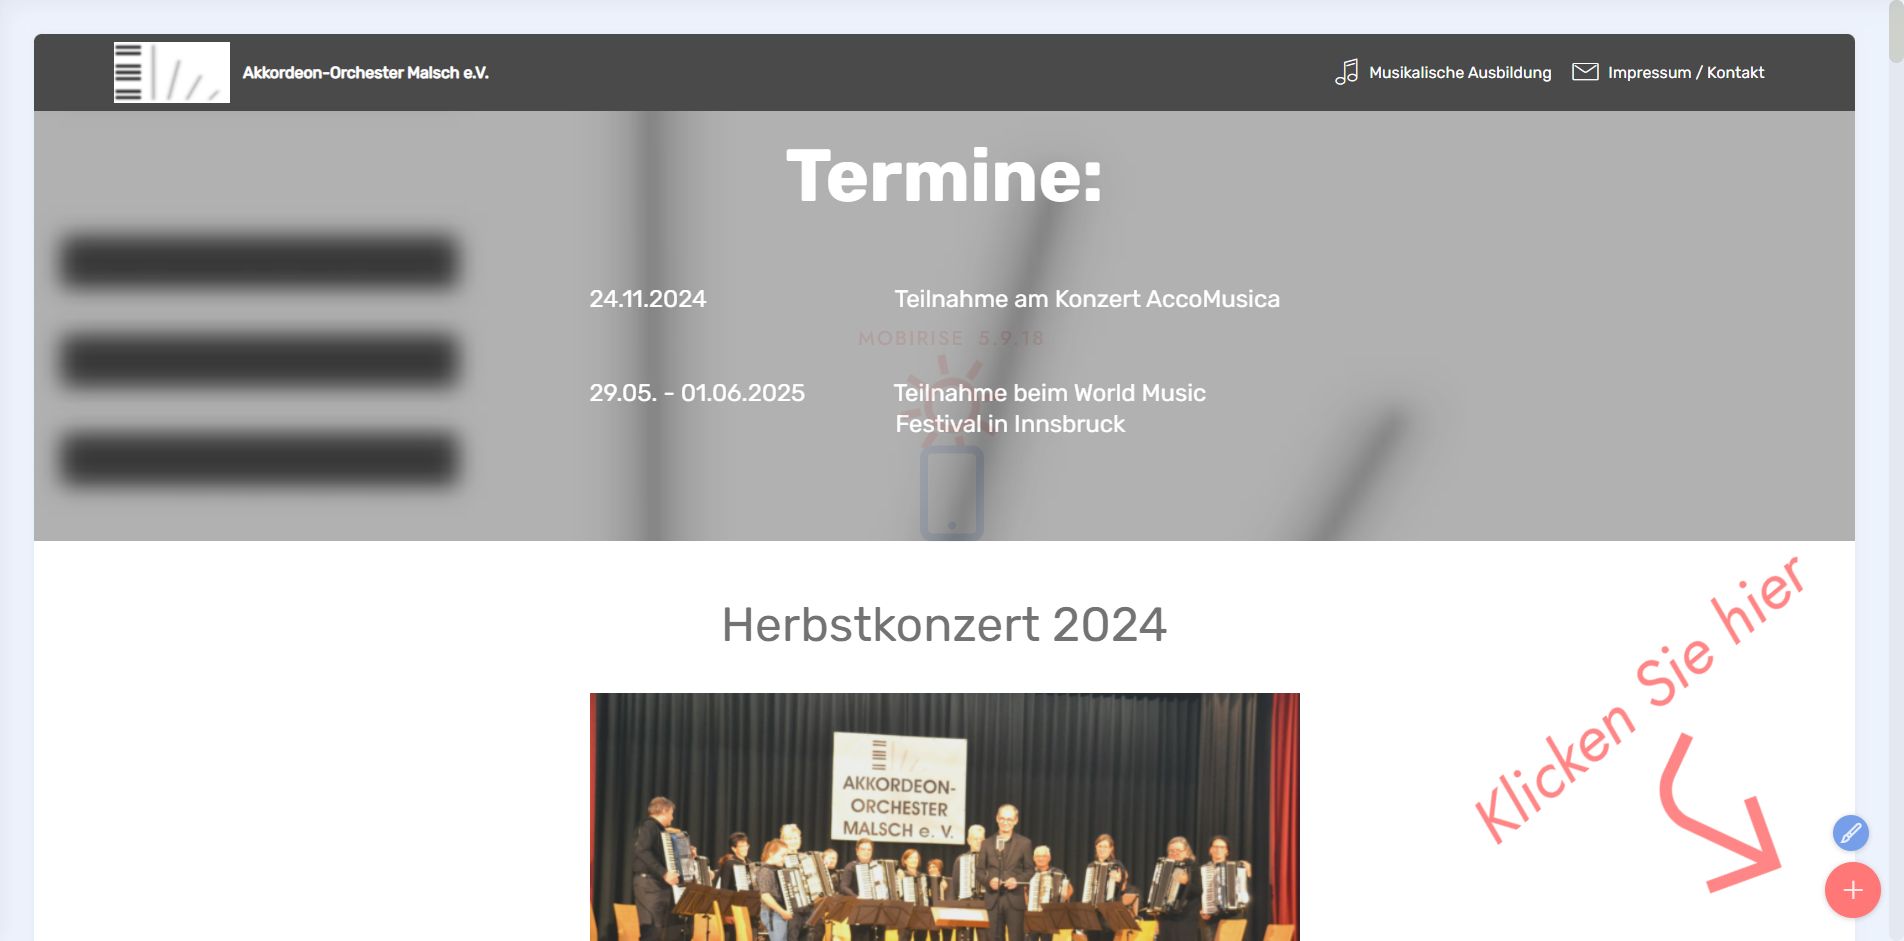 Akkordeon-Orchester Malsch e.V.
Musikalische Ausbildung
Impressum / Kontakt
Termine:
24.11.2024
Teilnahme am Konzert AccoMusica
MOBIRISE 5.9.18
29.05. - 01.06.2025
Teilnahme beim World Music
Festival in Innsbruck
Herbstkonzert 2024
Klicken Sie hier
AKKORDEON-
ORCHESTER
MALSCH e. V.